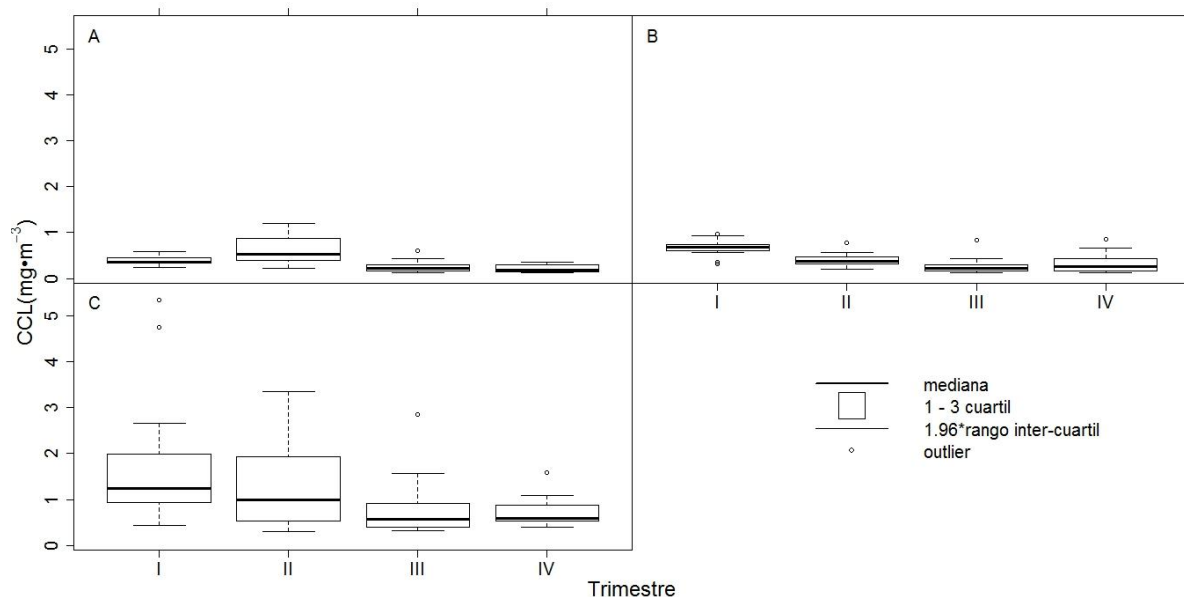 A
B
5
4
3
2
1
0
C
5
4
3
2
1
0
CCL(mg•m⁻³)
I
II
III
IV
I
II
III
IV
Trimestre
mediana
1 - 3 cuartil
1.96*rango inter-cuartil
outlier